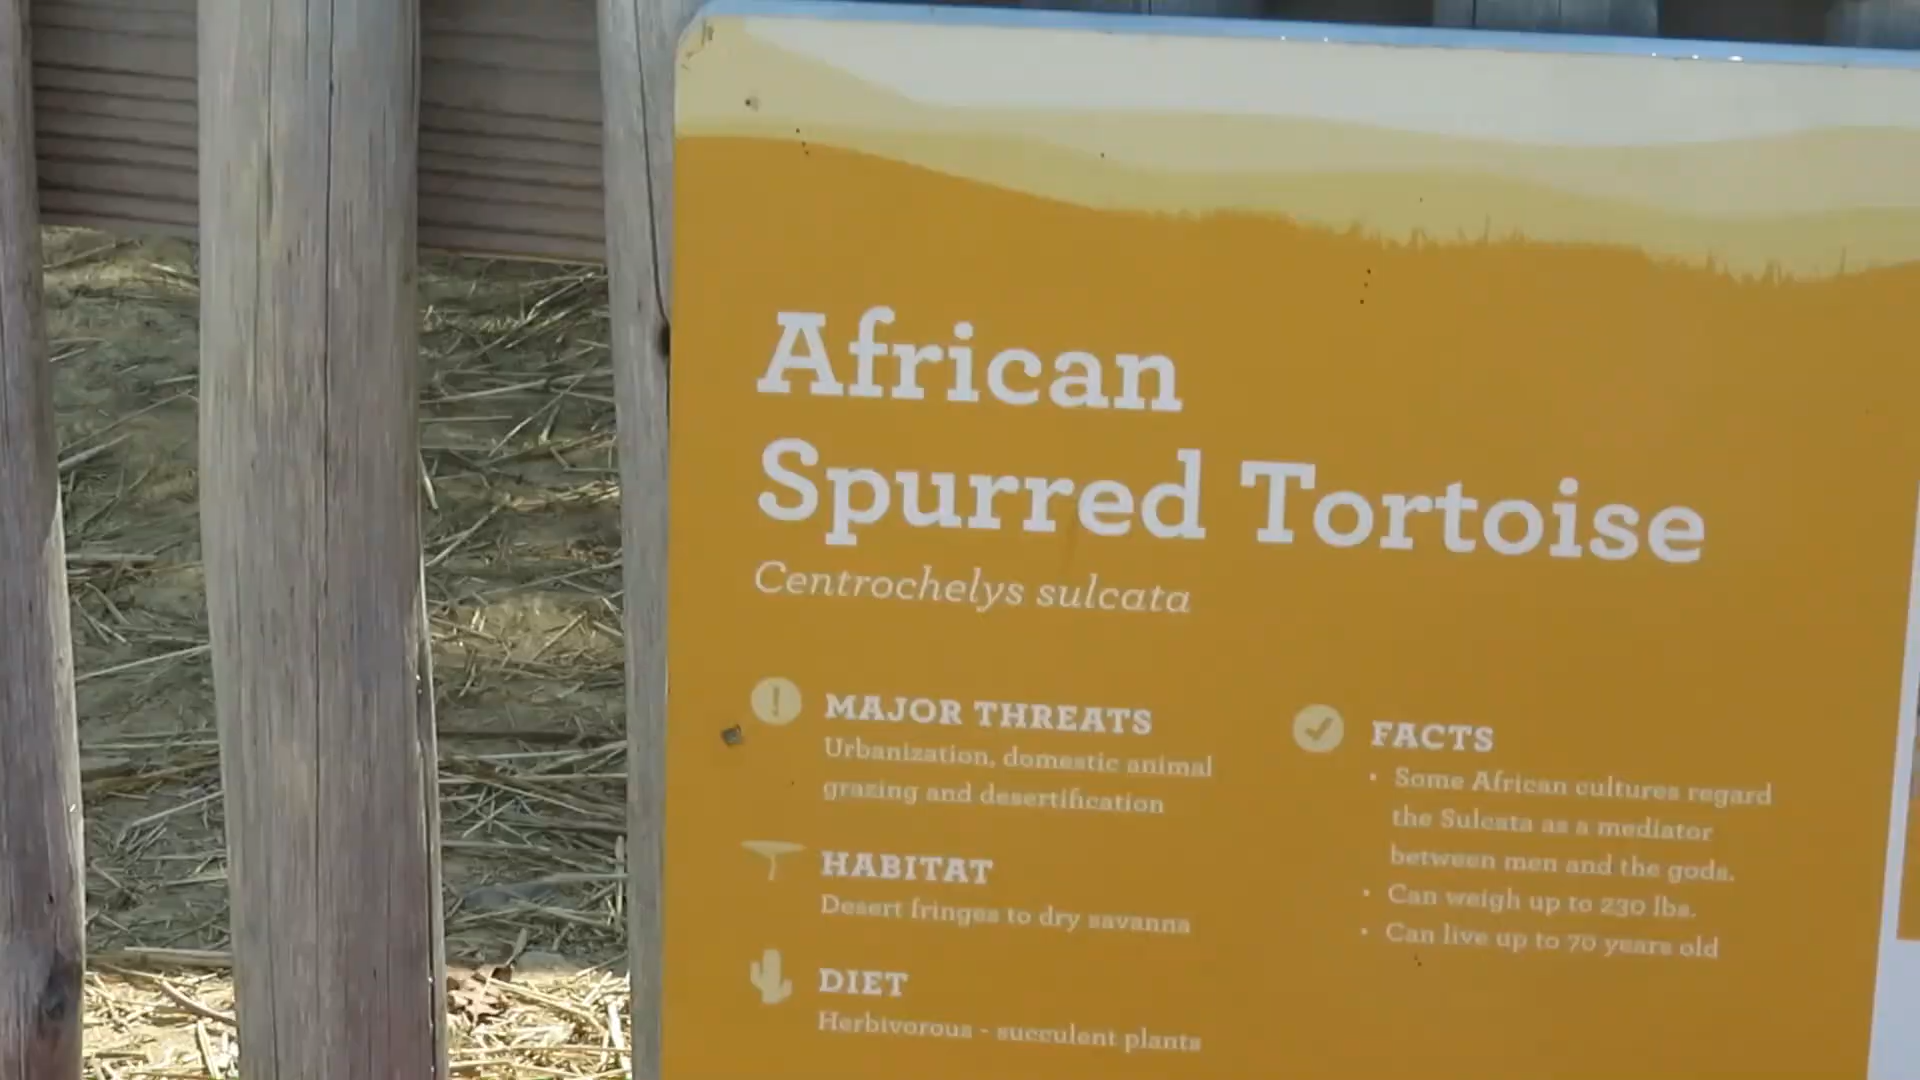 African
Spurred Tortoise
Centrochelys sulcata
MAJOR THREATS
Urbanization, domestic animal
grazing and desertification
HABITAT
Desert fringes to dry savanna
DIET
Herbivorous - succulent plants
FACTS
• Some African cultures regard
the Sulcata as a mediator
between men and the gods.
• Can weigh up to 230 lbs.
• Can live up to 70 years old